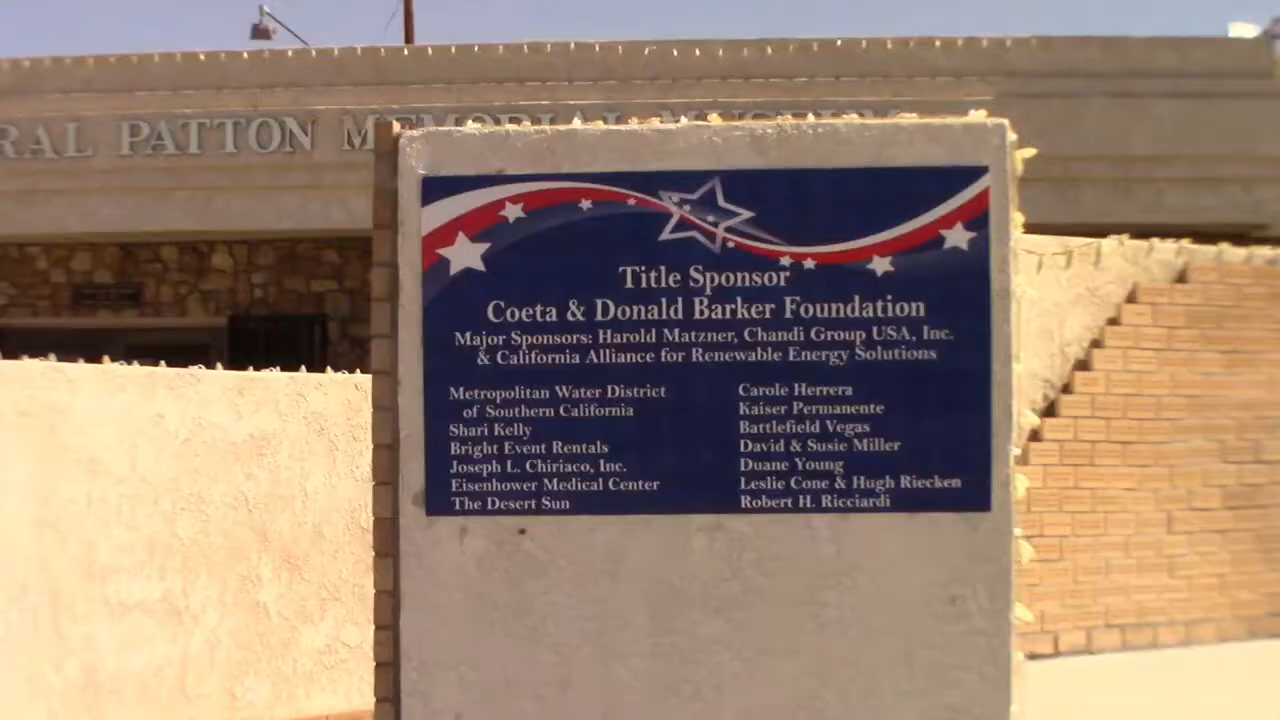 RAL PATTON MEMORIAL MUSEUM
Title Sponsor
Coeta & Donald Barker Foundation
Major Sponsors: Harold Matzner, Chandi Group USA, Inc.
& California Alliance for Renewable Energy Solutions
Metropolitan Water District
of Southern California
Shari Kelly
Bright Event Rentals
Joseph L. Chiriaco, Inc.
Eisenhower Medical Center
The Desert Sun
Carole Herrera
Kaiser Permanente
Battlefield Vegas
David & Susie Miller
Duane Young
Leslie Cone & Hugh Riecken
Robert H. Ricciardi